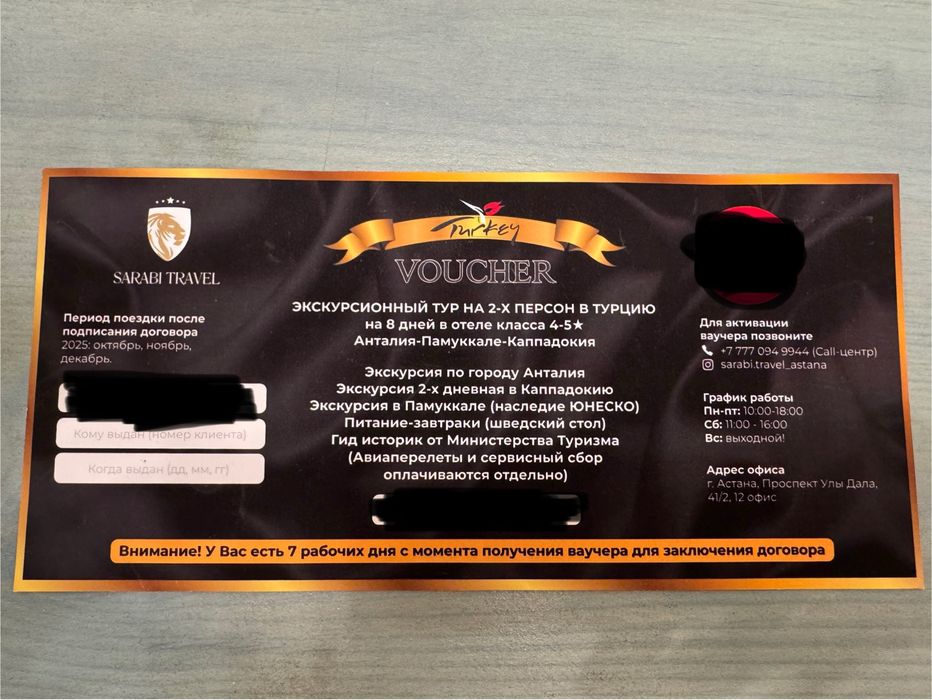 SARABI TRAVEL
Период поездки после
подписания договора
2025: октябрь, ноябрь,
декабрь.
Кому выдан (номер клиента)
Когда выдан (дд, мм, гг)
Turkey
VOUCHER
ЭКСКУРСИОННЫЙ ТУР НА 2-Х ПЕРСОН В ТУРЦИЮ
на 8 дней в отеле класса 4-5★
Анталия-Памуккале-Каппадокия
Экскурсия по городу Анталия
Экскурсия 2-х дневная в Каппадокию
Экскурсия в Памуккале (наследие ЮНЕСКО)
Питание-завтраки (шведский стол)
Гид историк от Министерства Туризма
(Авиаперелеты и сервисный сбор
оплачиваются отдельно)
Для активации
ваучера позвоните
+7 777 094 9944 (Call-центр)
sarabi.travel_astana
График работы
Пн-пт: 10:00-18:00
Сб: 11:00 - 16:00
Вс: выходной!
Адрес офиса
г. Астана, Проспект Улы Дала,
41/2, 12 офис
Внимание! У Вас есть 7 рабочих дня с момента получения ваучера для заключения договора